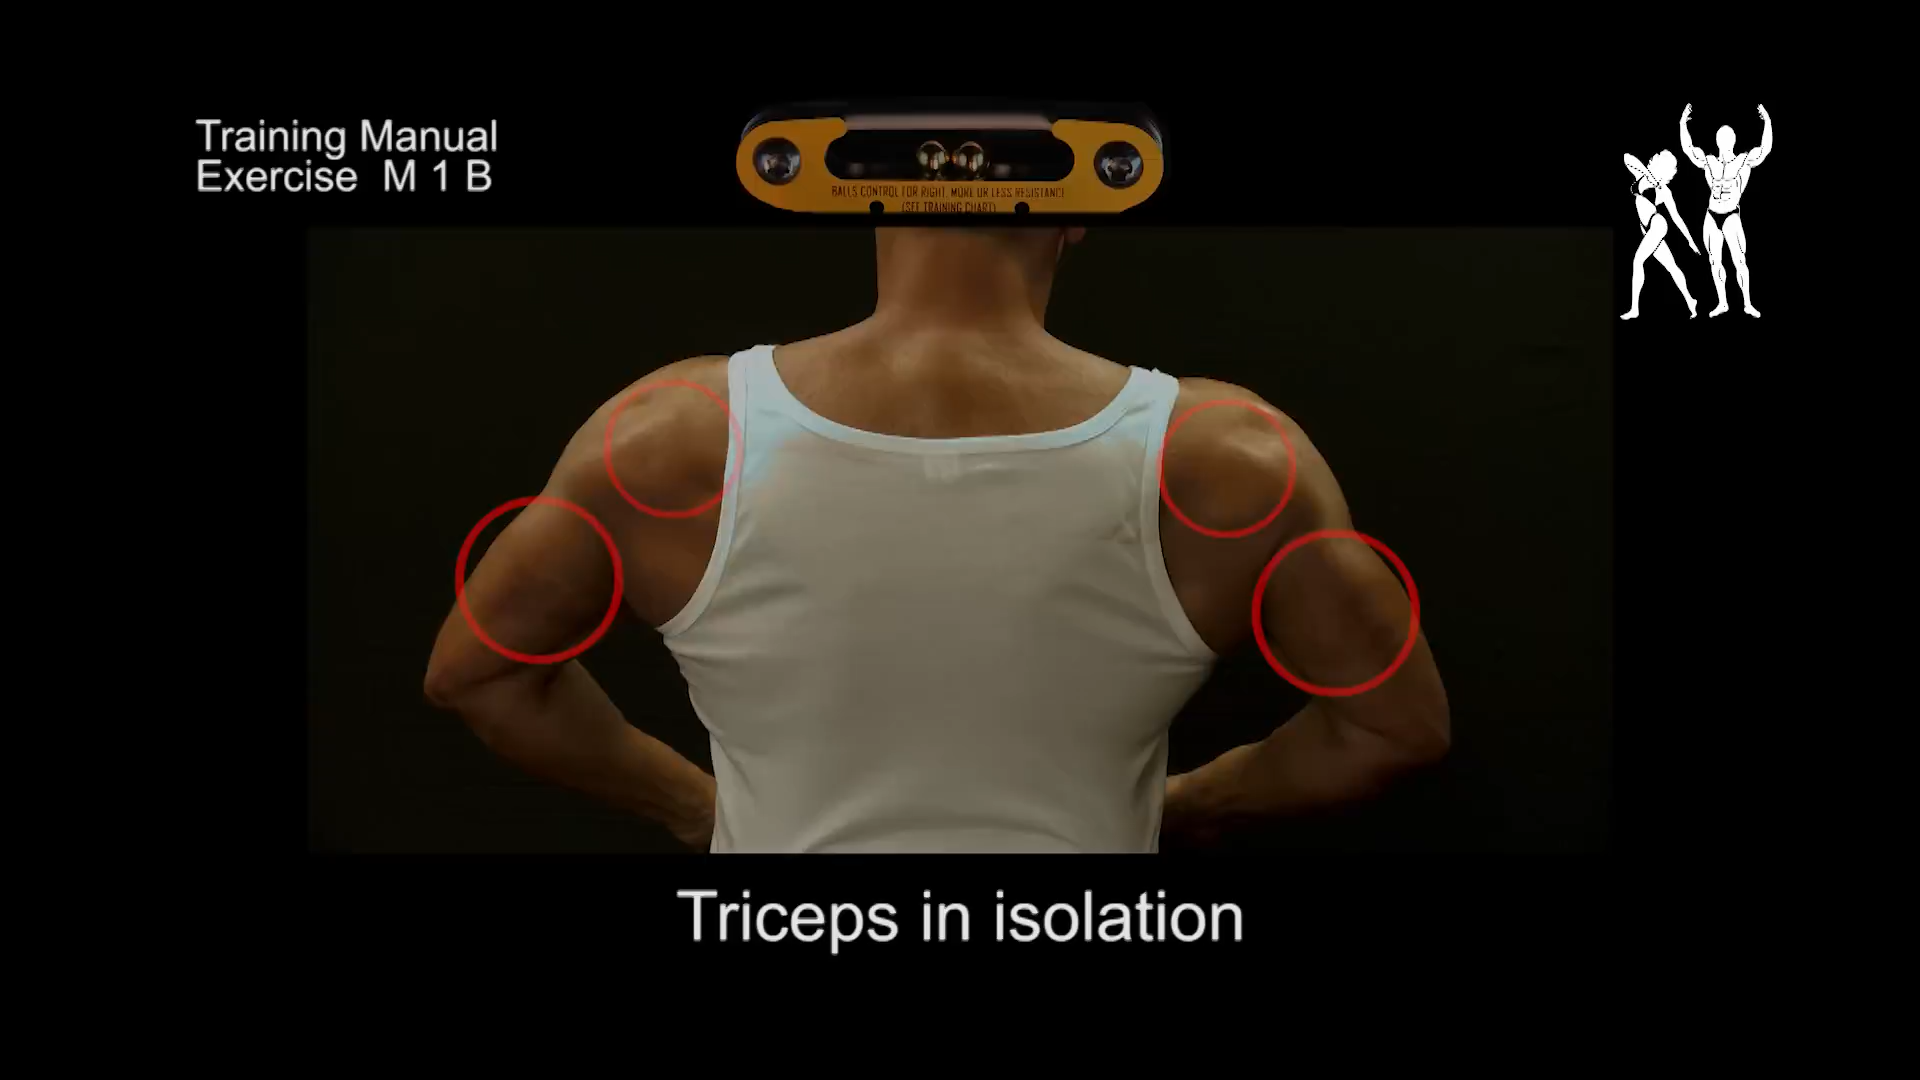 Training Manual
Exercise M 1 B
BALLS CONTROL FOR RIGHT, MORE OR LESS RESISTANCE
(SEE TRAINING CHART)
Triceps in isolation